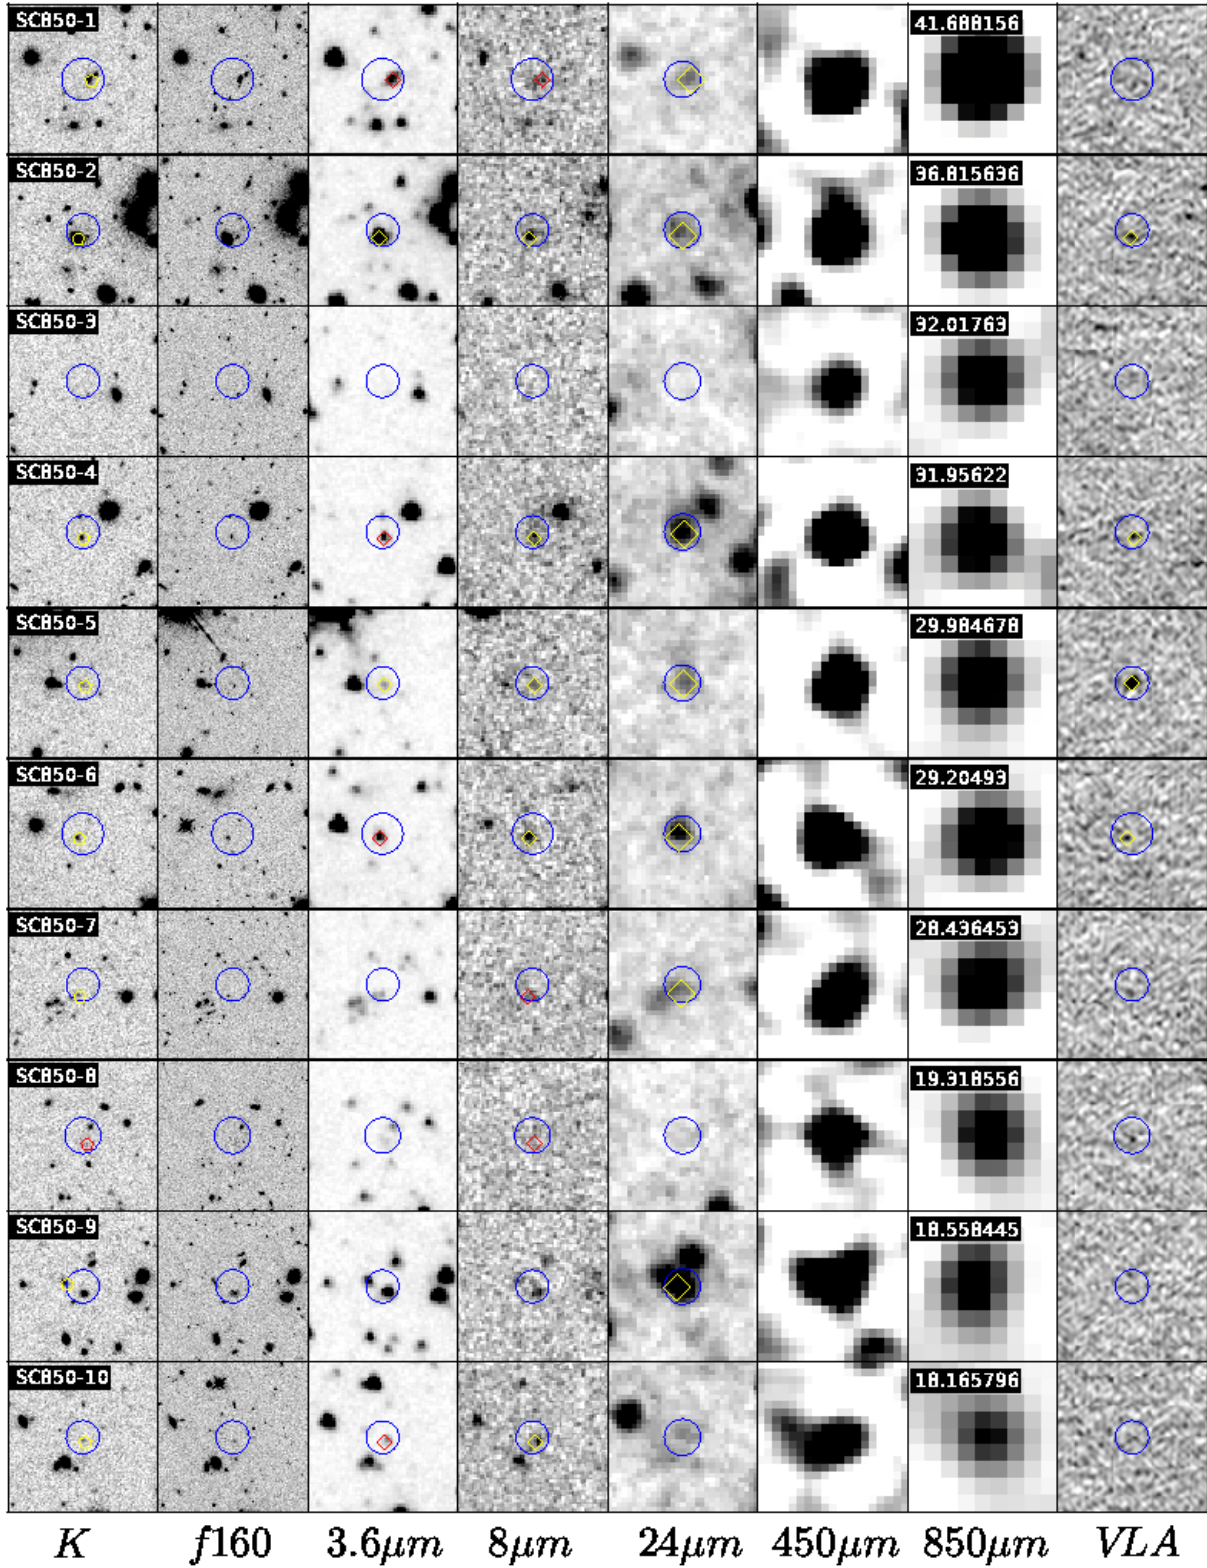 SC850-1 41.688156
SC850-2 36.815636
SC850-3 32.01763
SC850-4 31.95622
SC850-5 29.984678
SC850-6 29.20493
SC850-7 28.436453
SC850-8 19.318556
SC850-9 18.558445
SC850-10 18.165796
K f160 3.6μm 8μm 24μm 450μm 850μm VLA